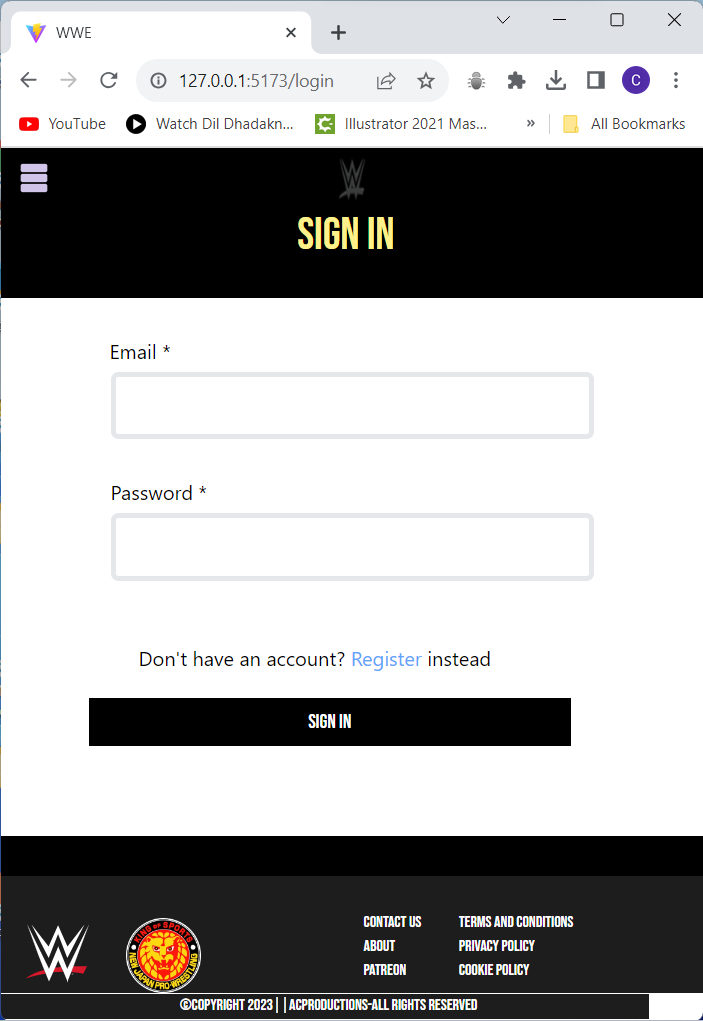 WWE
127.0.0.1:5173/login
C
YouTube
Watch Dil Dhadakn...
Illustrator 2021 Mas...
» All Bookmarks
W
SIGN IN
Email *
Password *
Don't have an account? Register instead
SIGN IN
CONTACT US
ABOUT
PATREON
TERMS AND CONDITIONS
PRIVACY POLICY
COOKIE POLICY
W
KING OF SPORTS
NEW JAPAN PRO-WRESTLING
©COPYRIGHT 2023||ACPRODUCTIONS-ALL RIGHTS RESERVED